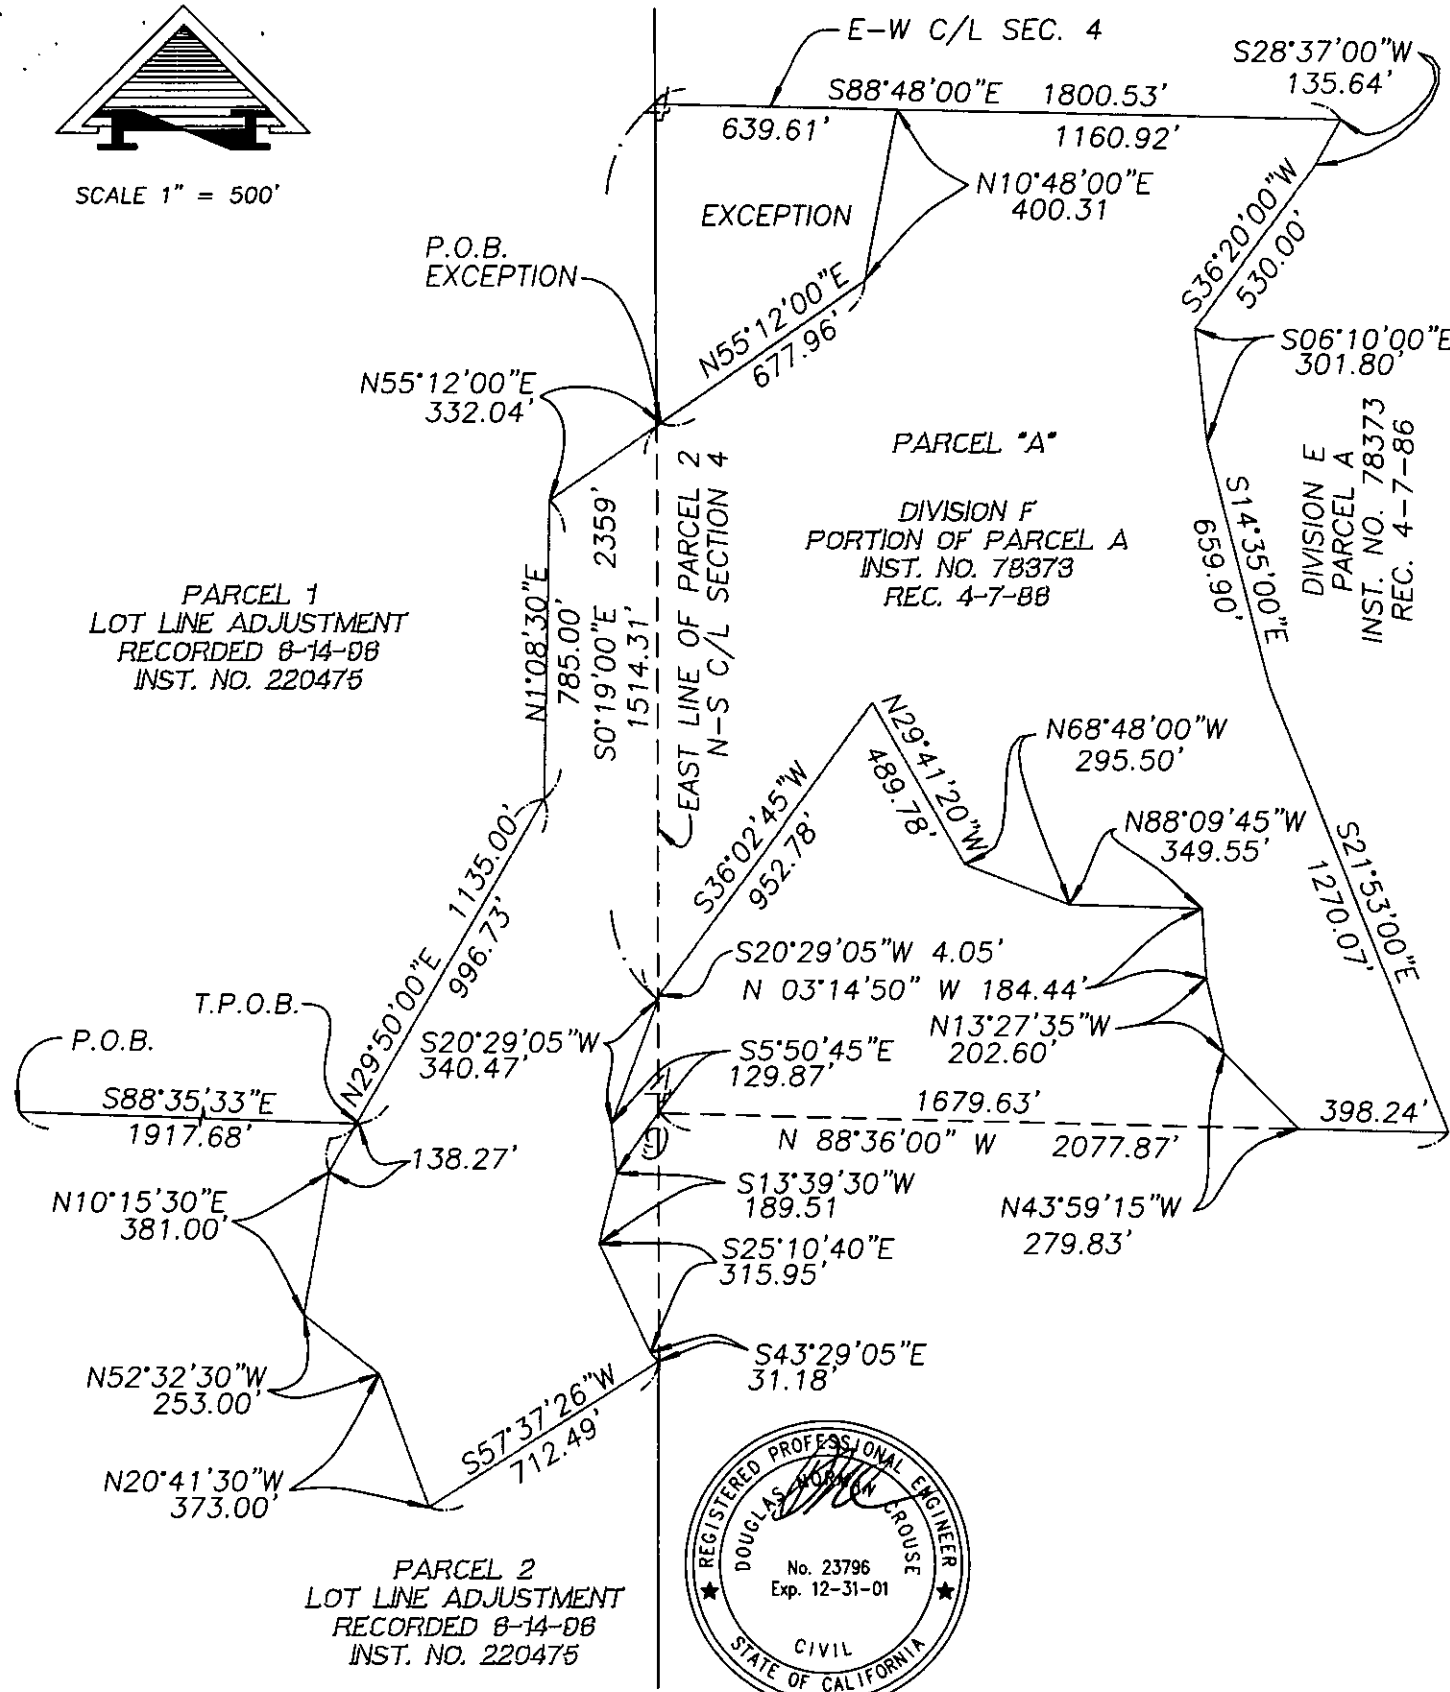 SCALE 1" = 500'
E-W C/L SEC. 4
S28°37'00"W
135.64'
S88°48'00"E 1800.53'
639.61'
1160.92'
4
N10°48'00"E
400.31
EXCEPTION
P.O.B.
EXCEPTION
S36°20'00"W
530.00'
N55°12'00"E
677.96'
S06°10'00"E
301.80'
N55°12'00"E
332.04'
PARCEL "A"
DIVISION F
PORTION OF PARCEL A
INST. NO. 78373
REC. 4-7-86
DIVISION E
PARCEL A
INST. NO. 78373
REC. 4-7-86
S14°35'00"E
659.90'
PARCEL 1
LOT LINE ADJUSTMENT
RECORDED
INST. NO. 220475
N1°08'30"E
785.00'
S0°19'00"E 2359'
1514.31'
EAST LINE OF PARCEL 2
N-S C/L SECTION 4
N29°41'20"W
489.78'
N68°48'00"W
295.50'
S36°02'45"W
952.78'
N88°09'45"W
349.55'
S21°53'00"E
1270.07'
1135.00'
N29°50'00"E
996.73'
S20°29'05"W 4.05'
N 03°14'50" W 184.44'
T.P.O.B.
P.O.B.
S20°29'05"W
340.47'
N13°27'35"W
202.60'
S5°50'45"E
129.87'
S88°35'33"E
1917.68'
1679.63'
398.24'
N 88°36'00" W 2077.87'
138.27'
N10°15'30"E
381.00'
S13°39'30"W
189.51
N43°59'15"W
279.83'
S25°10'40"E
315.95'
S43°29'05"E
31.18'
N52°32'30"W
253.00'
S57°37'26"W
712.49'
N20°41'30"W
373.00'
PARCEL 2
LOT LINE ADJUSTMENT
RECORDED
INST. NO. 220475
REGISTERED PROFESSIONAL ENGINEER
DOUGLAS NORMAN CROUSE
No. 23796
Exp. 12-31-01
CIVIL
STATE OF CALIFORNIA